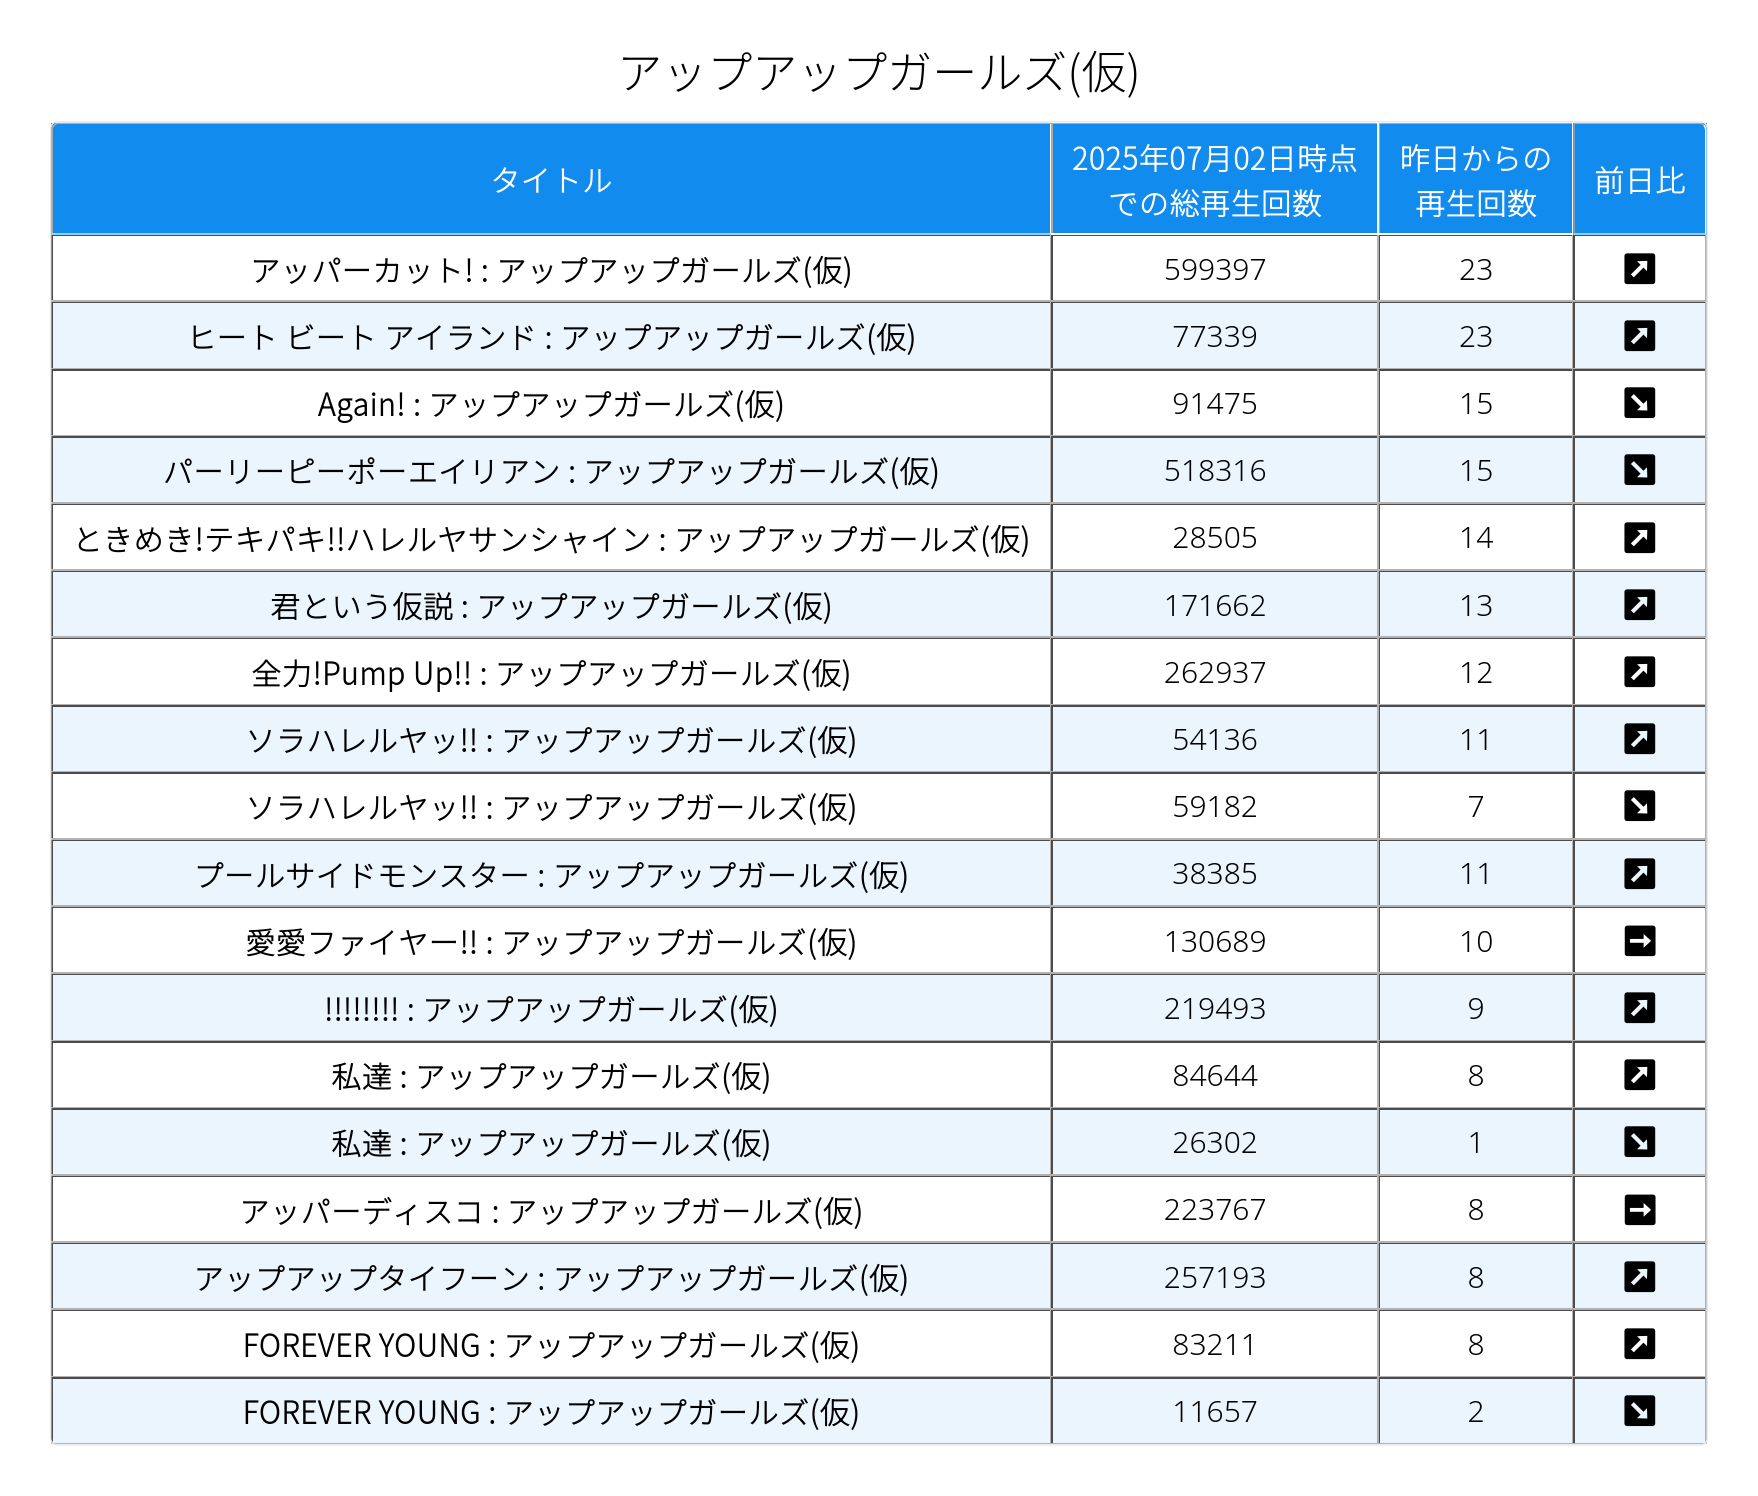 アップアップガールズ(仮)
タイトル
2025年07月02日時点
での総再生回数
昨日からの
再生回数
前日比
アッパーカット! : アップアップガールズ(仮) 599397 23 ↗
ヒート ビート アイランド : アップアップガールズ(仮) 77339 23 ↗
Again! : アップアップガールズ(仮) 91475 15 ↘
パーリーピーポーエイリアン : アップアップガールズ(仮) 518316 15 ↘
ときめき!テキパキ!!ハレルヤサンシャイン : アップアップガールズ(仮) 28505 14 ↗
君という仮説 : アップアップガールズ(仮) 171662 13 ↗
全力!Pump Up!! : アップアップガールズ(仮) 262937 12 ↗
ソラハレルヤッ!! : アップアップガールズ(仮) 54136 11 ↗
ソラハレルヤッ!! : アップアップガールズ(仮) 59182 7 ↘
プールサイドモンスター : アップアップガールズ(仮) 38385 11 ↗
愛愛ファイヤー!! : アップアップガールズ(仮) 130689 10 →
!!!!!!!! : アップアップガールズ(仮) 219493 9 ↗
私達 : アップアップガールズ(仮) 84644 8 ↗
私達 : アップアップガールズ(仮) 26302 1 ↘
アッパーディスコ : アップアップガールズ(仮) 223767 8 →
アップアップタイフーン : アップアップガールズ(仮) 257193 8 ↗
FOREVER YOUNG : アップアップガールズ(仮) 83211 8 ↗
FOREVER YOUNG : アップアップガールズ(仮) 11657 2 ↘